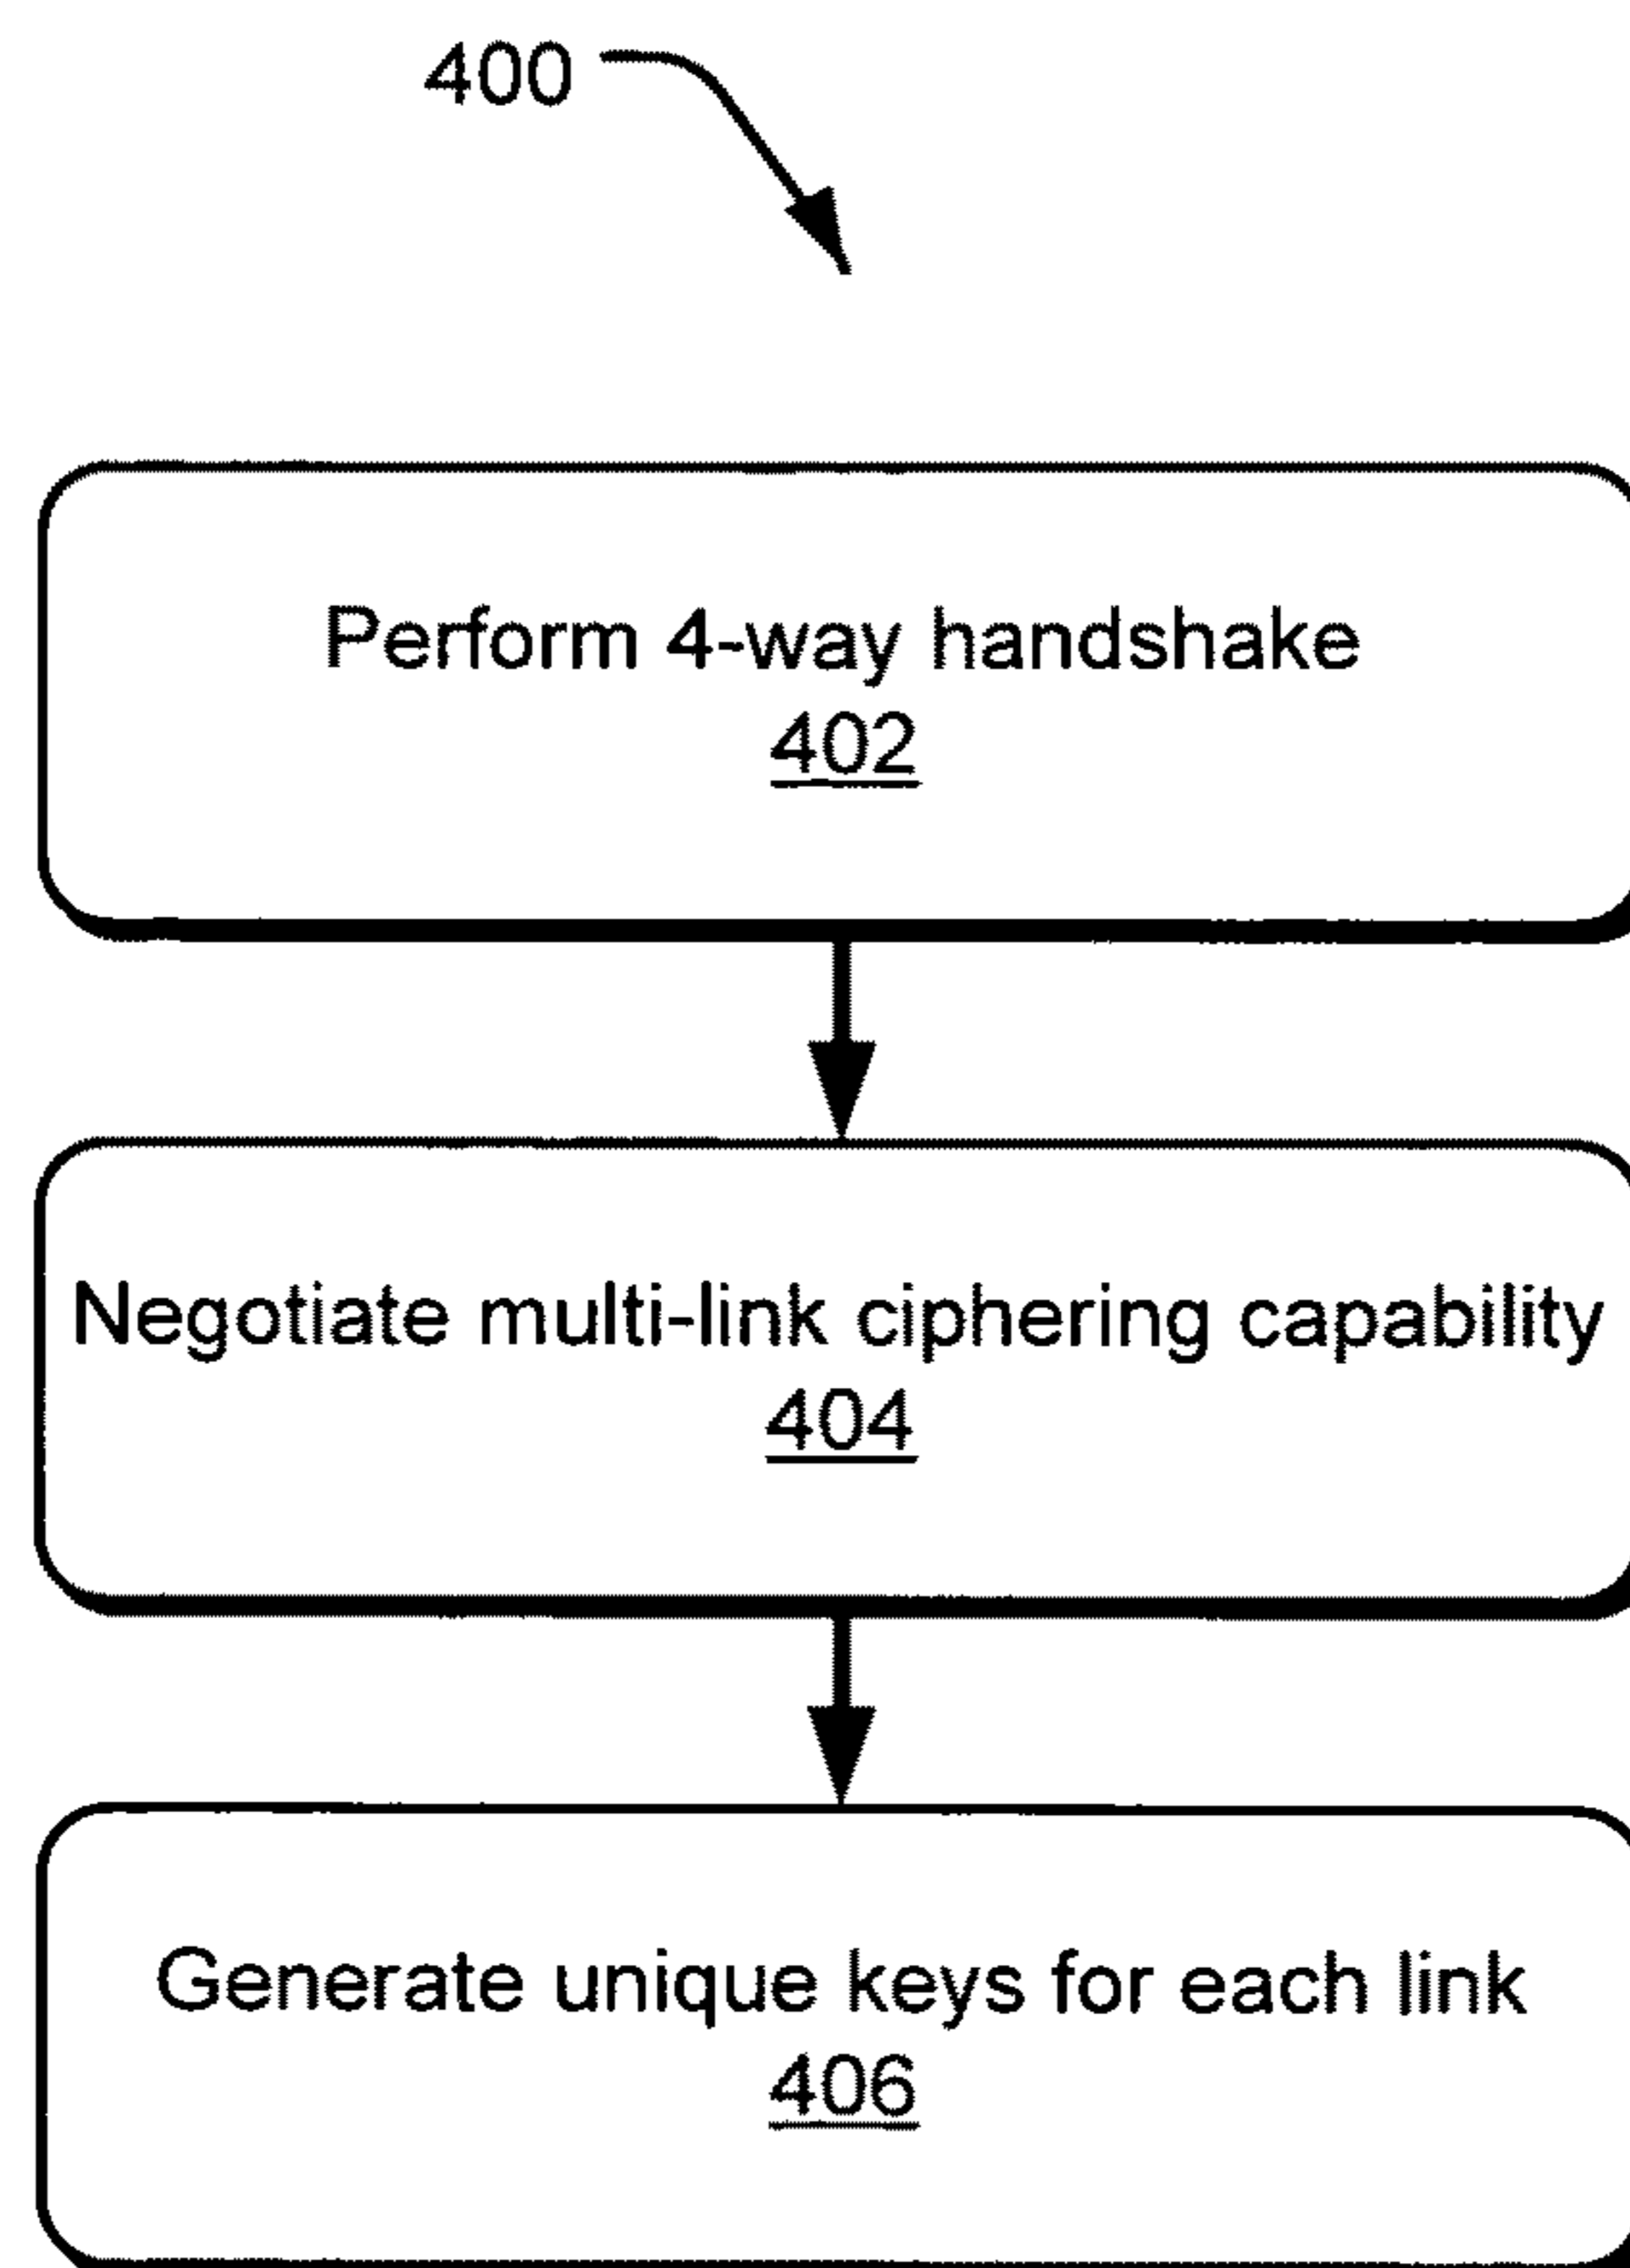 400
Perform 4-way handshake
402
Negotiate multi-link ciphering capability
404
Generate unique keys for each link
406